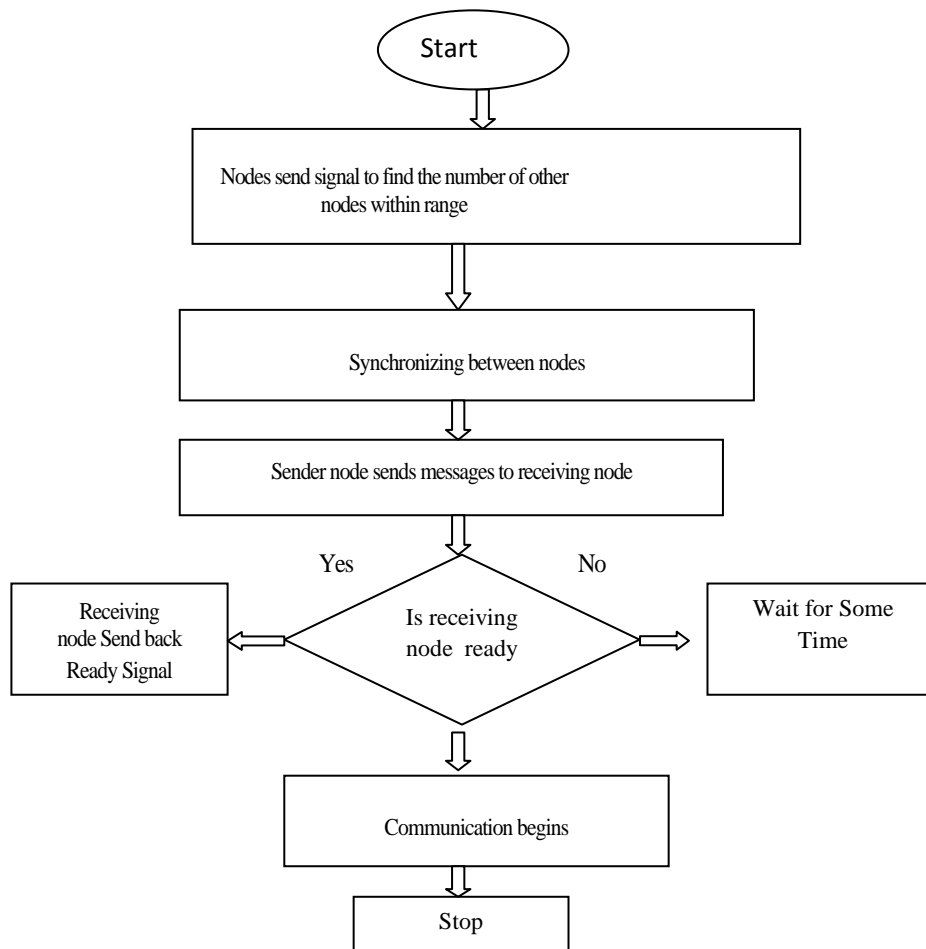 Start
Nodes send signal to find the number of other
nodes within range
Synchronizing between nodes
Sender node sends messages to receiving node
Yes
No
Receiving
node Send back
Ready Signal
Is receiving
node ready
Wait for Some
Time
Communication begins
Stop